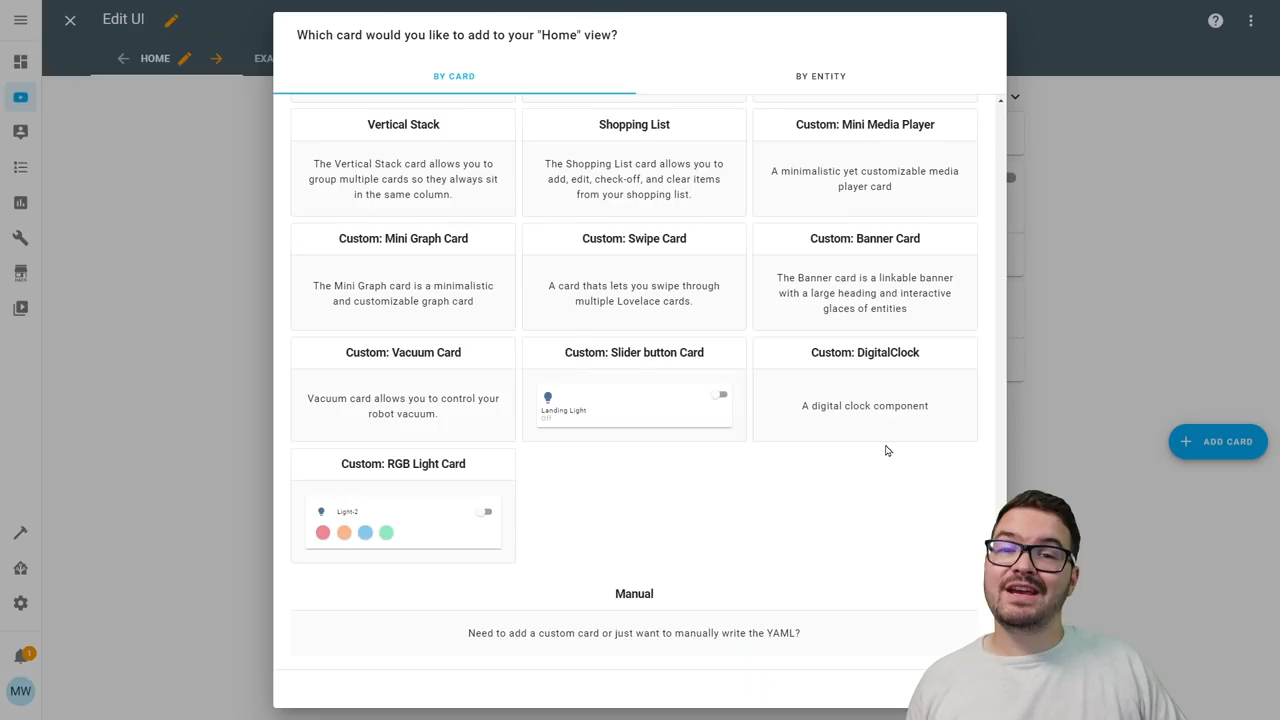 Edit UI
HOME
EXA
Which card would you like to add to your "Home" view?
BY CARD
BY ENTITY
Vertical Stack
The Vertical Stack card allows you to
group multiple cards so they always sit
in the same column.
Shopping List
The Shopping List card allows you to
add, edit, check-off, and clear items
from your shopping list.
Custom: Mini Media Player
A minimalistic yet customizable media
player card
Custom: Mini Graph Card
The Mini Graph card is a minimalistic
and customizable graph card
Custom: Swipe Card
A card thats lets you swipe through
multiple Lovelace cards.
Custom: Banner Card
The Banner card is a linkable banner
with a large heading and interactive
glaces of entities
Custom: Vacuum Card
Vacuum card allows you to control your
robot vacuum.
Custom: Slider button Card
Landing Light
Off
Custom: DigitalClock
A digital clock component
Custom: RGB Light Card
Light-2
Manual
Need to add a custom card or just want to manually write the YAML?
ADD CARD
HACS
1
MW